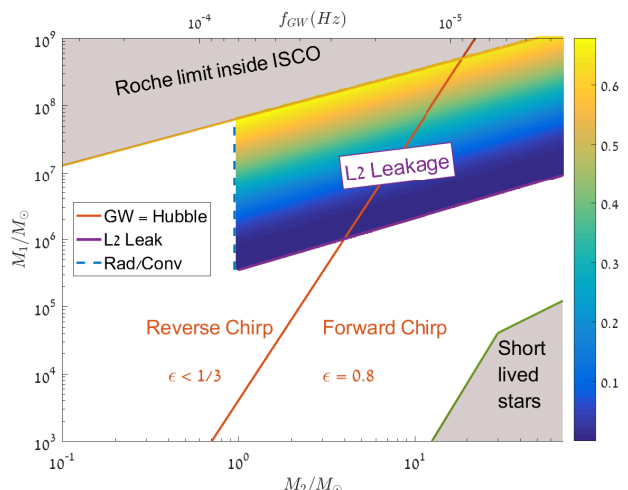 f_{GW}(Hz)
10^{-4}
10^{-5}
10^9
10^8
10^7
10^6
10^5
10^4
10^3
M_1/M_⊙
Roche limit inside ISCO
L2 Leakage
GW = Hubble
L2 Leak
Rad/Conv
Reverse Chirp
Forward Chirp
ϵ < 1/3
ϵ = 0.8
Short
lived
stars
0.6
0.5
0.4
0.3
0.2
0.1
10^{-1}
10^0
10^1
M_2/M_⊙